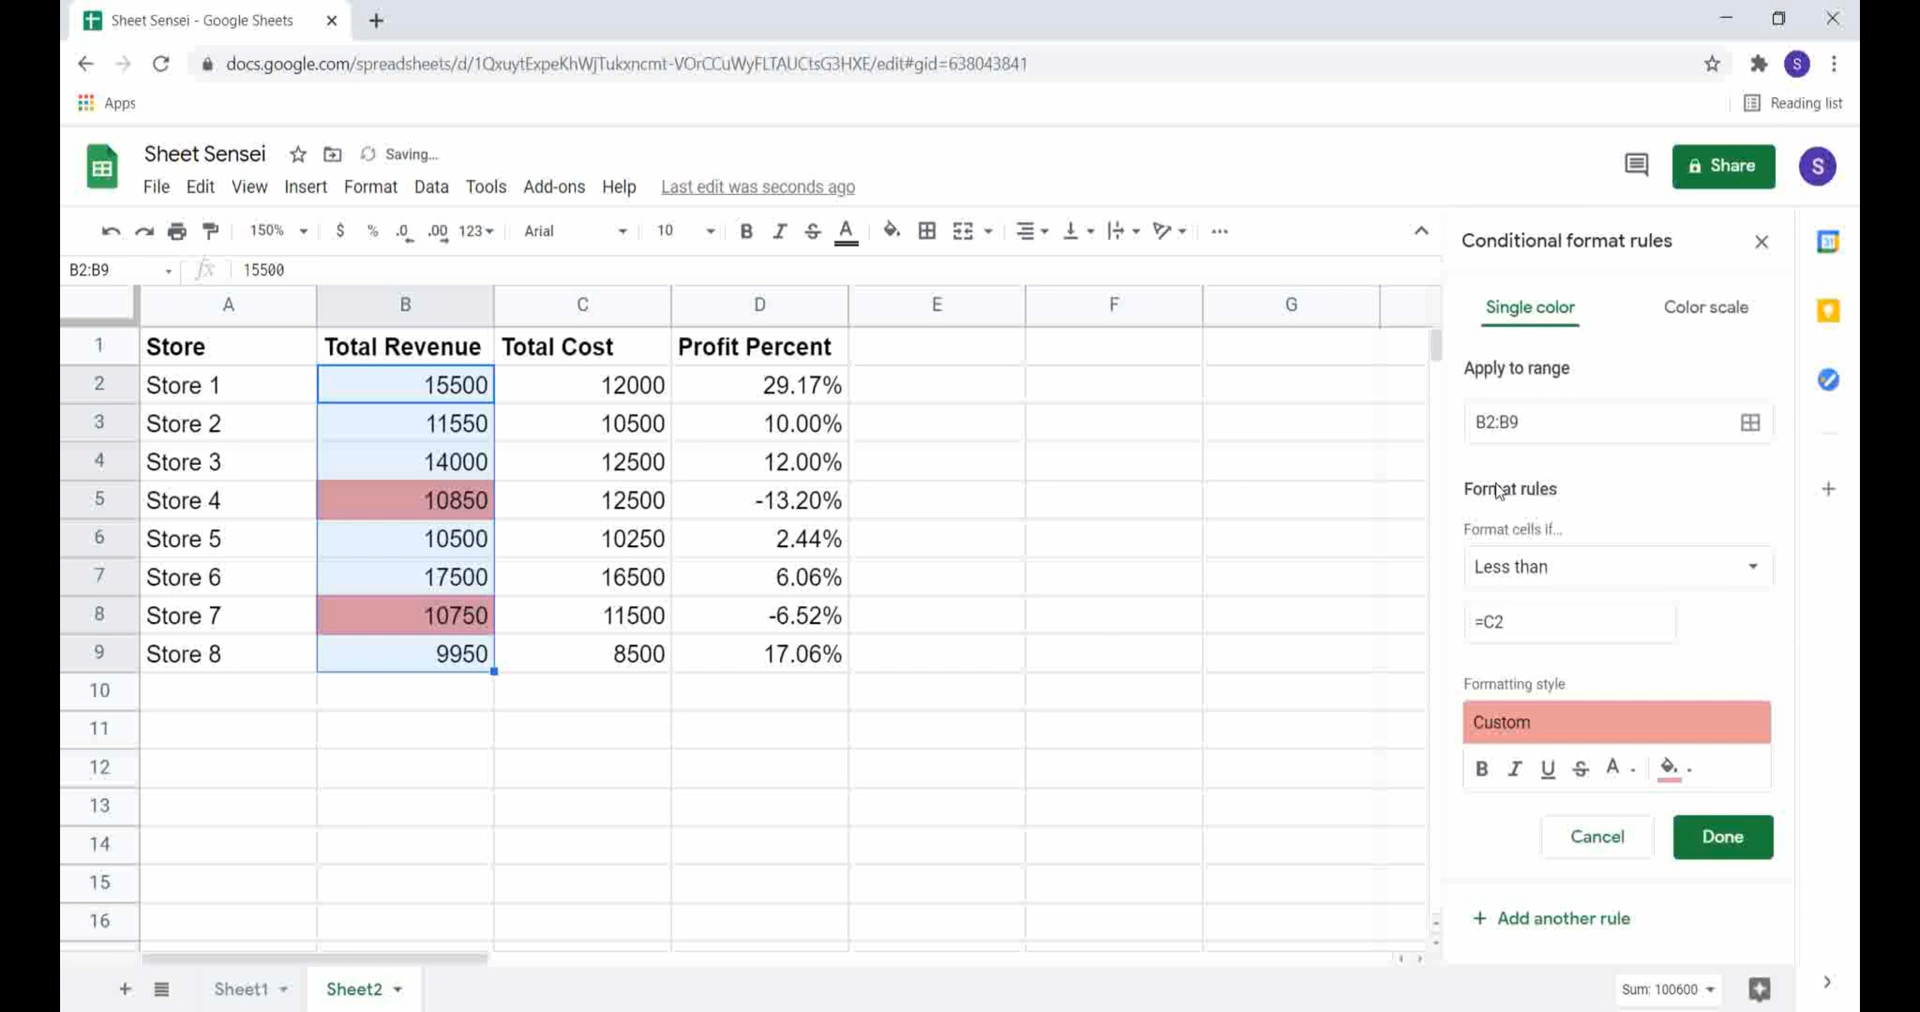 Sheet Sensei - Google Sheets
docs.google.com/spreadsheets/d/1QxuytExpeKhWjTukxncmt-VOrCCuWyFLTAUCtsG3HXE/edit#gid=638043841
S
Apps
Reading list
Sheet Sensei
Saving...
Share
S
File Edit View Insert Format Data Tools Add-ons Help Last edit was seconds ago
150% $ % .0 .00 123 Arial 10 B I S A
Conditional format rules
31
B2:B9 fx 15500
A B C D E F G
Single color Color scale
1 Store Total Revenue Total Cost Profit Percent
Apply to range
2 Store 1 15500 12000 29.17%
3 Store 2 11550 10500 10.00%
B2:B9
4 Store 3 14000 12500 12.00%
5 Store 4 10850 12500 -13.20%
Format rules
6 Store 5 10500 10250 2.44%
Format cells if...
7 Store 6 17500 16500 6.06%
Less than
8 Store 7 10750 11500 -6.52%
=C2
9 Store 8 9950 8500 17.06%
Formatting style
10
Custom
11
12
B I U S A
13
14
Cancel Done
15
16
+ Add another rule
Sheet1 Sheet2
Sum: 100600